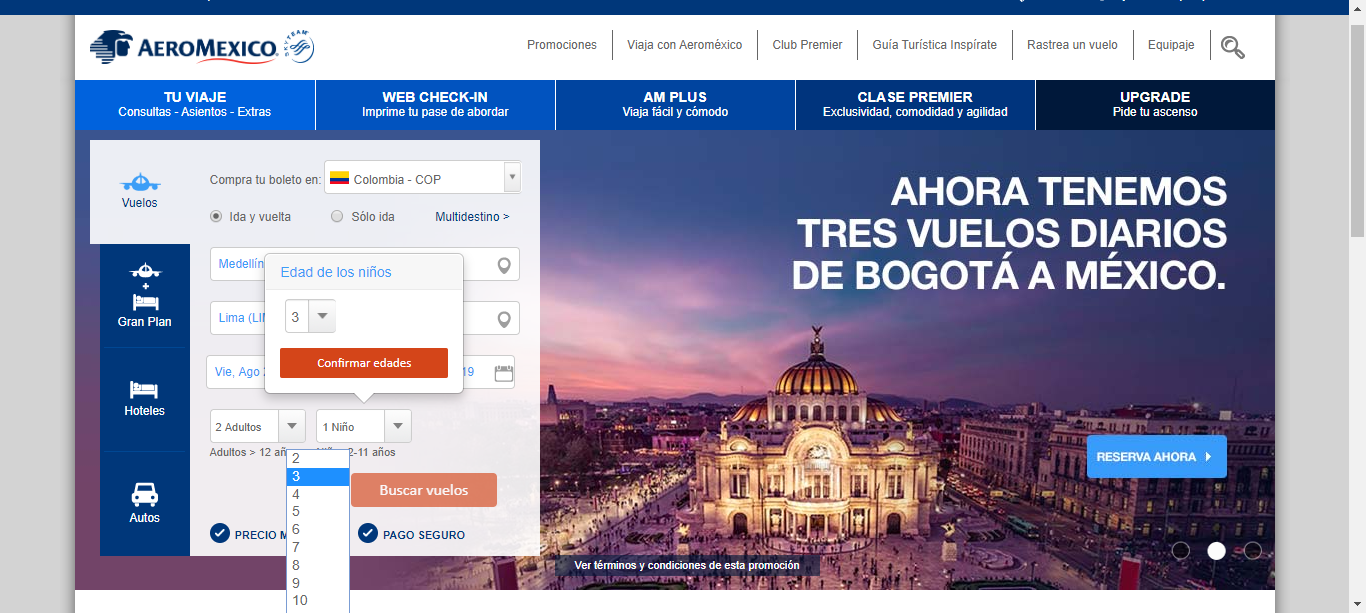 AEROMEXICO.
SKYTEAM
Promociones
Viaja con Aeroméxico
Club Premier
Guía Turística Inspírate
Rastrea un vuelo
Equipaje
TU VIAJE
Consultas - Asientos - Extras
WEB CHECK-IN
Imprime tu pase de abordar
AM PLUS
Viaja fácil y cómodo
CLASE PREMIER
Exclusividad, comodidad y agilidad
UPGRADE
Pide tu ascenso
Vuelos
+
Gran Plan
Hoteles
Autos
Compra tu boleto en:
Colombia - COP
Ida y vuelta
Sólo ida
Multidestino >
Medellín
Edad de los niños
3
Confirmar edades
Lima
Vie, Ago
19
2 Adultos
1 Niño
Adultos > 12
2-11 años
2
3
4
5
6
7
8
9
10
Buscar vuelos
PRECIO
PAGO SEGURO
AHORA TENEMOS
TRES VUELOS DIARIOS
DE BOGOTÁ A MÉXICO.
RESERVA AHORA
Ver términos y condiciones de esta promoción